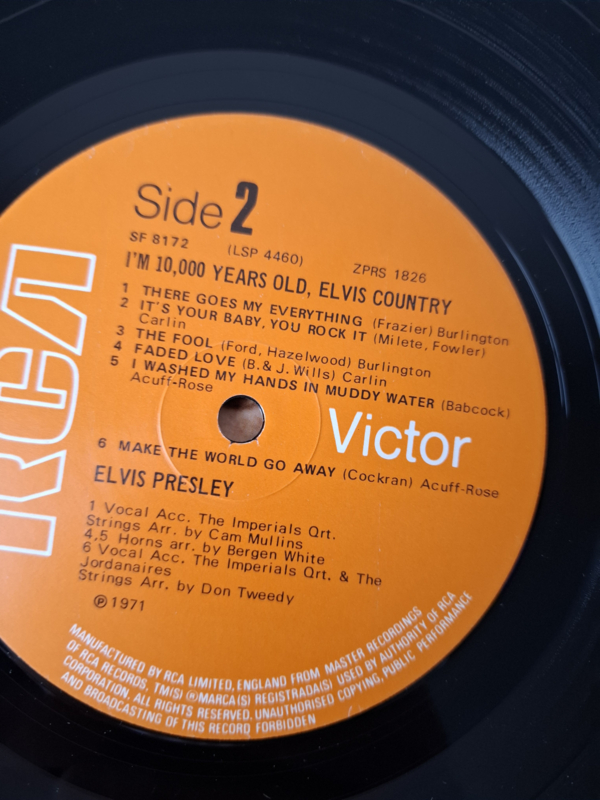 Side 2
SF 8172 (LSP 4460) ZPRS 1826
I'M 10,000 YEARS OLD, ELVIS COUNTRY
1 THERE GOES MY EVERYTHING (Frazier) Burlington
2 IT'S YOUR BABY, YOU ROCK IT (Milete, Fowler)
Carlin
3 THE FOOL (Ford, Hazelwood) Burlington
4 FADED LOVE (B.& J. Wills) Carlin
5 I WASHED MY HANDS IN MUDDY WATER (Babcock)
Acuff-Rose
RCA
Victor
6 MAKE THE WORLD GO AWAY (Cockran) Acuff-Rose
ELVIS PRESLEY
1 Vocal Acc. The Imperials Qrt.
Strings Arr. by Cam Mullins
4,5 Horns arr. by Bergen White
6 Vocal Acc. The Imperials Qrt. & The
Jordanaires
Strings Arr. by Don Tweedy
℗1971
MANUFACTURED BY RCA LIMITED, ENGLAND FROM MASTER RECORDINGS
OF RCA RECORDS, TM(S) ® MARCA(S) REGISTRADA(S) USED BY AUTHORITY OF RCA
CORPORATION. ALL RIGHTS RESERVED. UNAUTHORISED COPYING, PUBLIC PERFORMANCE
AND BROADCASTING OF THIS RECORD FORBIDDEN